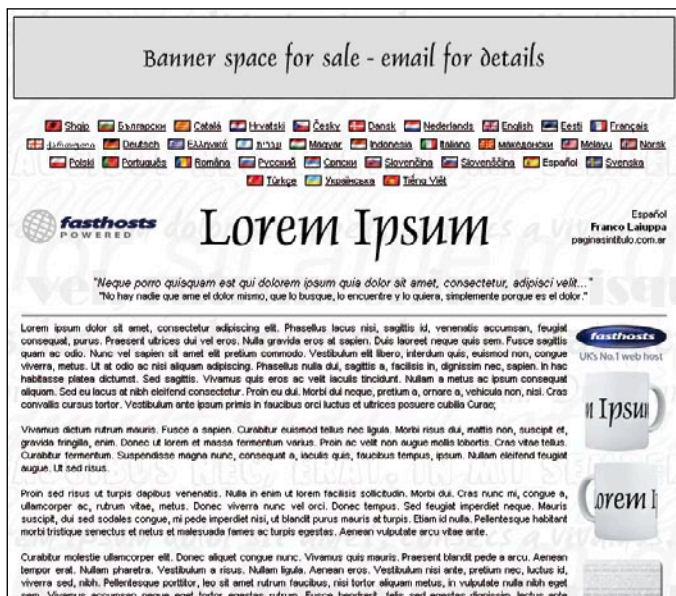 Banner space for sale - email for details
Shqip Български Català Hrvatski Česky Dansk Nederlands English Eesti Français
ქართული Deutsch Ελληνικά עברית Magyar Indonesia Italiano македонски Melayu Norsk
Polski Português Româna Русский Српски Slovenčina Slovenščina Español Svenska
Türkçe Українська Tiếng Việt
fasthosts
POWERED
Lorem Ipsum
Español
Franco Laiuppa
paginasintitulo.com.ar
"Neque porro quisquam est qui dolorem ipsum quia dolor sit amet, consectetur, adipisci velit..."
"No hay nadie que ame el dolor mismo, que lo busque, lo encuentre y lo quiera, simplemente porque es el dolor."
Lorem ipsum dolor sit amet, consectetur adipiscing elit. Phasellus lacus nisi, sagittis id, venenatis accumsan, feugiat
consequat, purus. Praesent ultrices dui vel eros. Nulla gravida eros at sapien. Duis laoreet neque quis sem. Fusce sagittis
quam ac odio. Nunc vel sapien sit amet elit pretium commodo. Vestibulum elit libero, interdum quis, euismod non, congue
viverra, metus. Ut at odio ac nisi aliquam adipiscing. Phasellus nulla dui, sagittis a, facilisis in, dignissim nec, sapien. In hac
habitasse platea dictumst. Sed sagittis. Vivamus quis eros ac velit iaculis tincidunt. Nullam a metus ac ipsum consequat
aliquam. Sed eu lacus at nibh eleifend consectetur. Proin eu dui. Morbi dui neque, pretium a, ornare a, vehicula non, nisi. Cras
convallis cursus tortor. Vestibulum ante ipsum primis in faucibus orci luctus et ultrices posuere cubilia Curae;
fasthosts
UK's No.1 web host
m Ipsum
Vivamus dictum rutrum mauris. Fusce a sapien. Curabitur euismod tellus nec ligula. Morbi risus dui, mattis non, suscipit et,
gravida fringilla, enim. Donec ut lorem et massa fermentum varius. Proin ac velit non augue mollis lobortis. Cras vitae tellus.
Curabitur fermentum. Suspendisse magna nunc, consequat a, iaculis quis, faucibus tempus, ipsum. Nullam eleifend feugiat
augue. Ut sed risus.
Proin sed risus ut turpis dapibus venenatis. Nulla in enim ut lorem facilisis sollicitudin. Morbi dui. Cras nunc mi, congue a,
ullamcorper ac, rutrum vitae, metus. Donec viverra nunc vel orci. Donec tempus. Sed feugiat imperdiet neque. Mauris
suscipit, dui sed sodales congue, mi pede imperdiet nisi, ut blandit purus mauris at turpis. Etiam id nulla. Pellentesque habitant
morbi tristique senectus et netus et malesuada fames ac turpis egestas. Aenean vulputate arcu vitae ante.
Lorem I
Curabitur molestie ullamcorper elit. Donec aliquet congue nunc. Vivamus quis mauris. Praesent blandit pede a arcu. Aenean
tempor erat. Nullam pharetra. Vestibulum a risus. Nullam ligula. Aenean eros. Vestibulum nisi ante, pretium nec, luctus id,
viverra sed, nibh. Pellentesque porttitor, leo sit amet rutrum faucibus, nisi tortor aliquam metus, in vulputate nulla nibh eget
sem. Vivamus accumsan neque eget tortor egestas rutrum. Fusce hendrerit, felis sed egestas dignissim, lectus ante